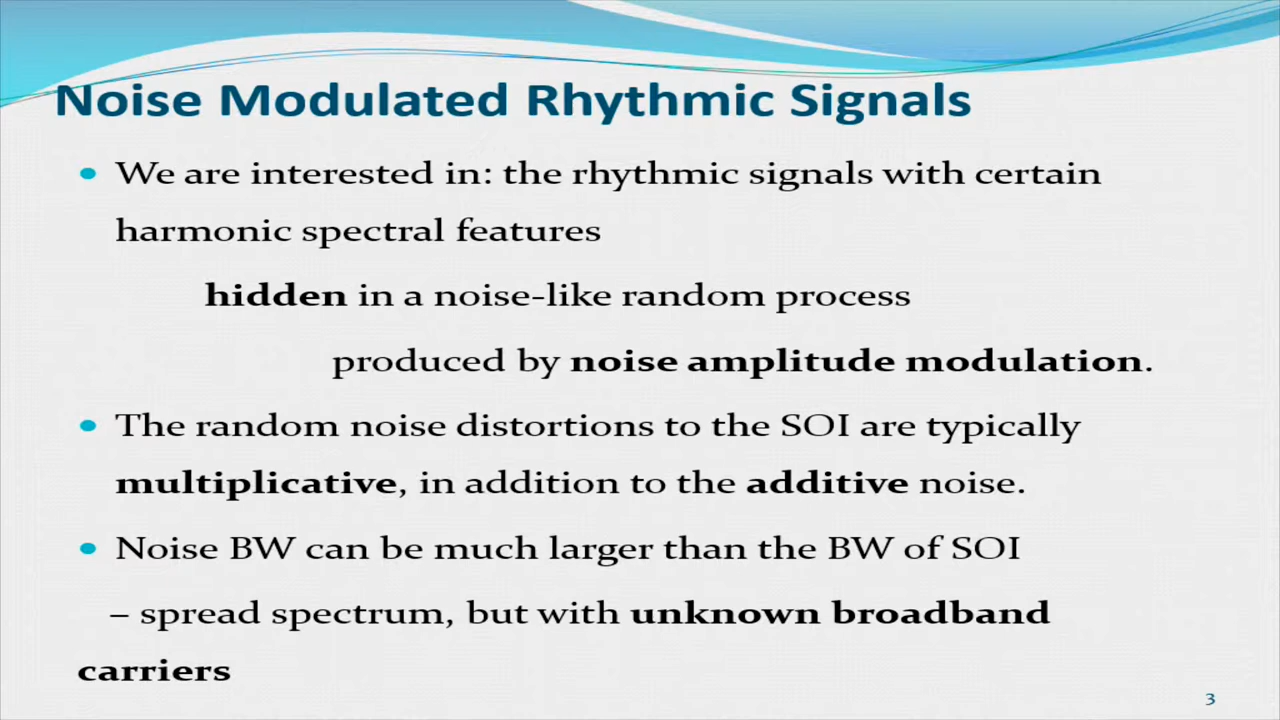 Noise Modulated Rhythmic Signals
• We are interested in: the rhythmic signals with certain
harmonic spectral features
hidden in a noise-like random process
produced by noise amplitude modulation.
• The random noise distortions to the SOI are typically
multiplicative, in addition to the additive noise.
• Noise BW can be much larger than the BW of SOI
– spread spectrum, but with unknown broadband
carriers
3